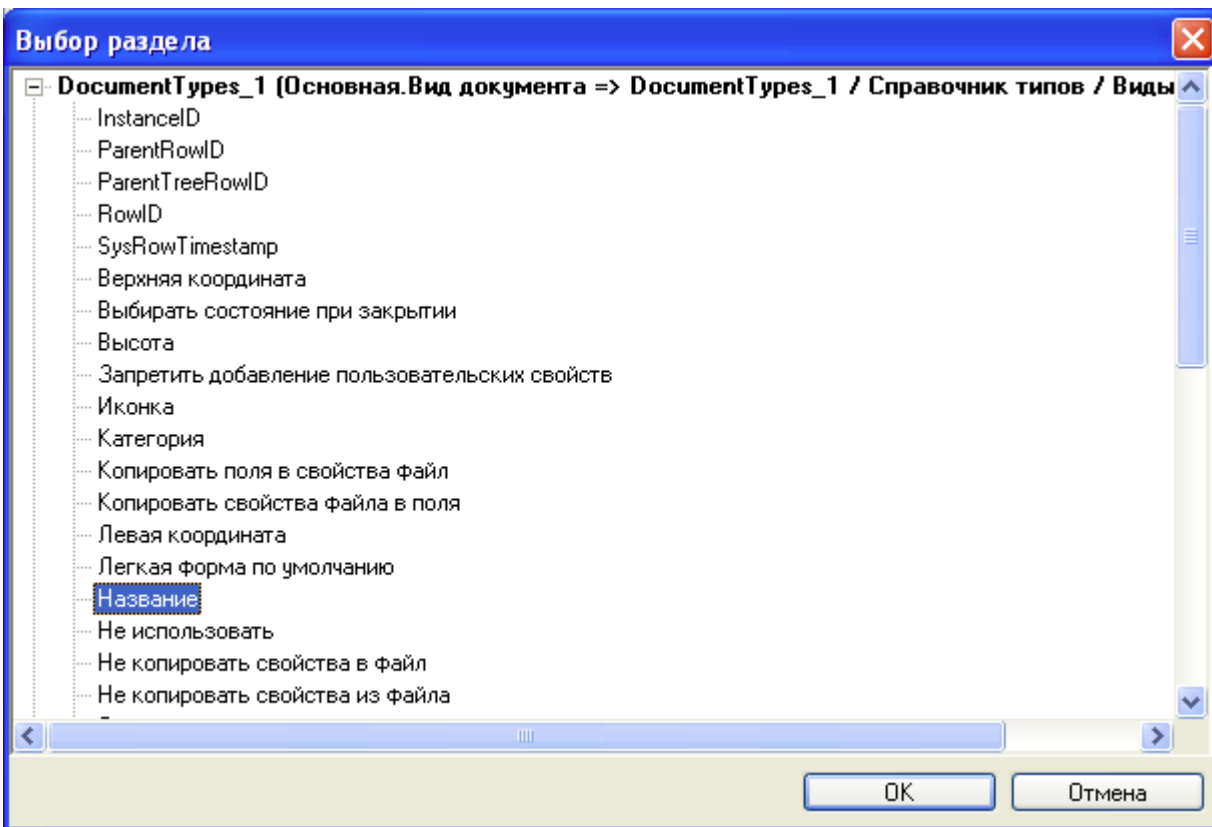 Выбор раздела
DocumentTypes_1 (Основная.Вид документа => DocumentTypes_1 / Справочник типов / Виды
InstanceID
ParentRowID
ParentTreeRowID
RowID
SysRowTimestamp
Верхняя координата
Выбирать состояние при закрытии
Высота
Запретить добавление пользовательских свойств
Иконка
Категория
Копировать поля в свойства файл
Копировать свойства файла в поля
Левая координата
Легкая форма по умолчанию
Название
Не использовать
Не копировать свойства в файл
Не копировать свойства из файла
OK Отмена